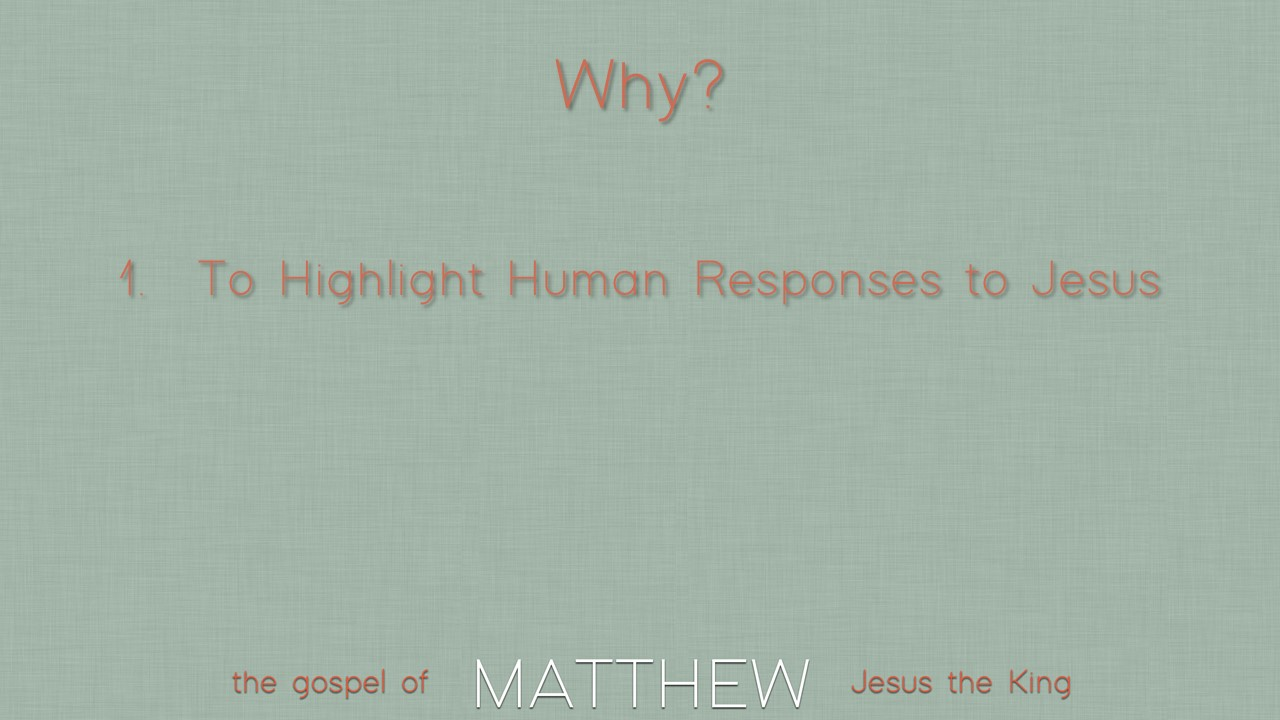 Why?
1. To Highlight Human Responses to Jesus
the gospel of MATTHEW Jesus the King